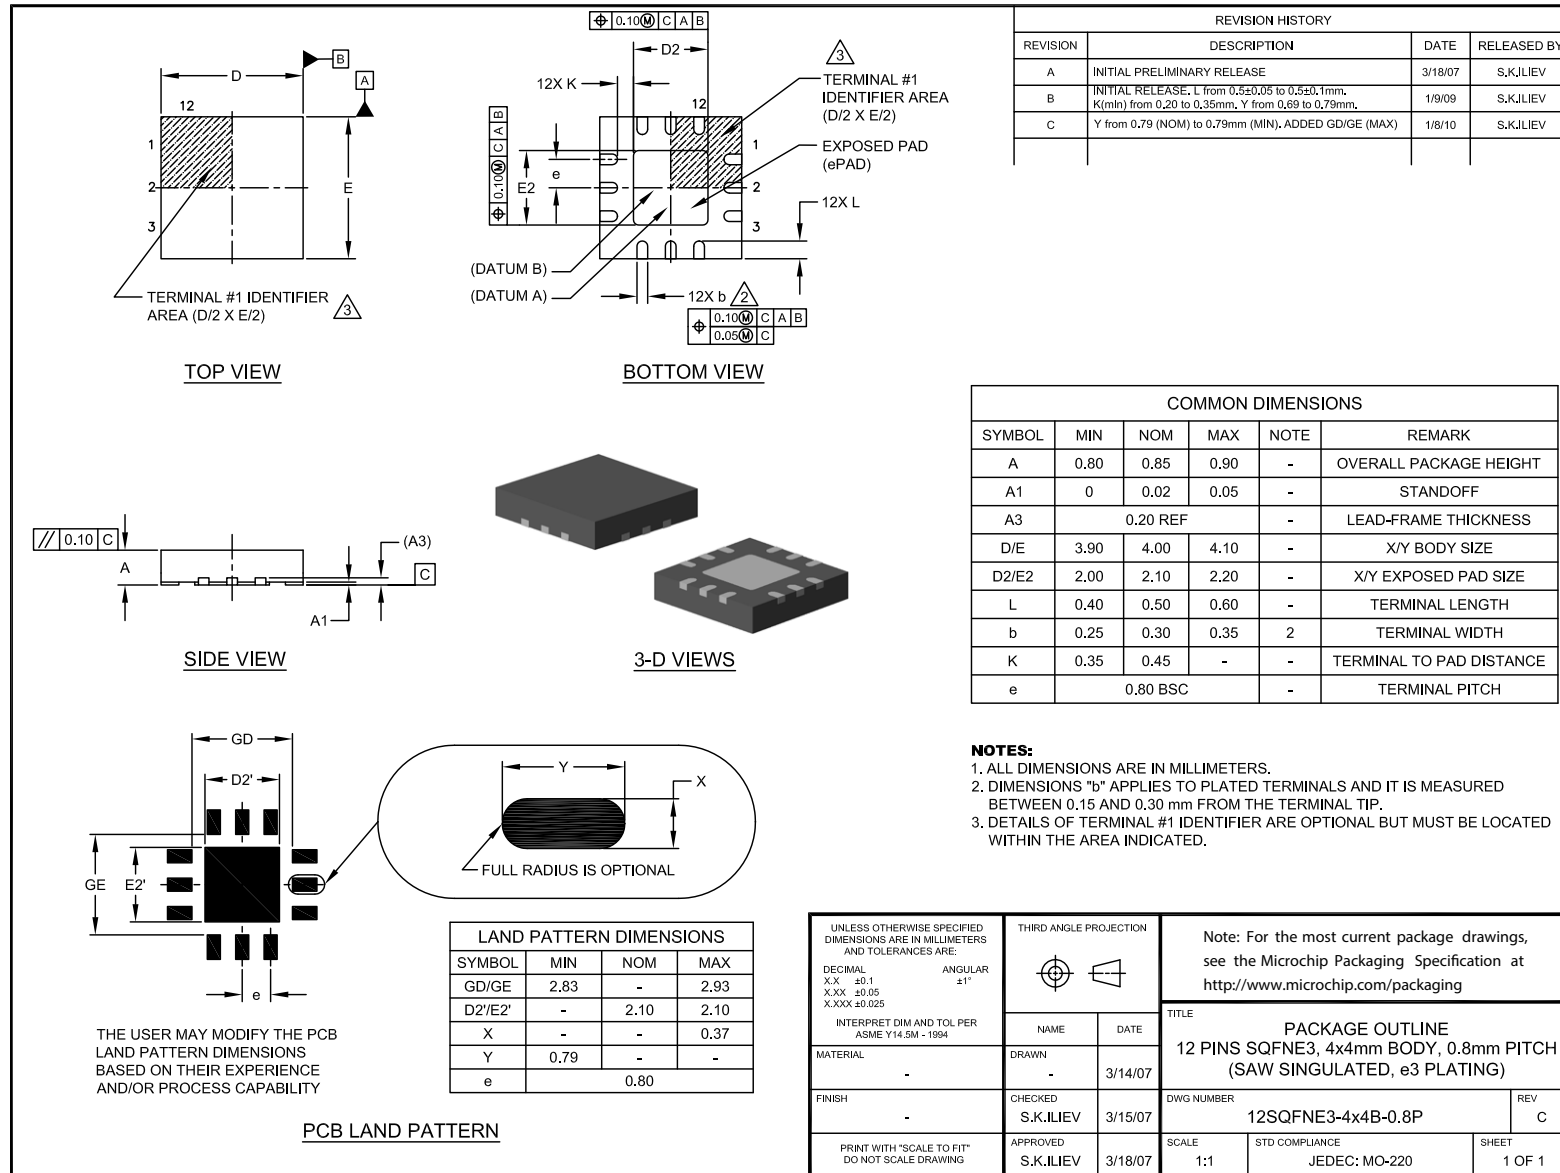 REVISION HISTORY
REVISION DESCRIPTION DATE RELEASED BY
A INITIAL PRELIMINARY RELEASE 3/18/07 S.K.ILIEV
B INITIAL RELEASE. L from 0.5±0.05 to 0.5±0.1mm.
K(min) from 0.20 to 0.35mm. Y from 0.69 to 0.79mm. 1/9/09 S.K.ILIEV
C Y from 0.79 (NOM) to 0.79mm (MIN). ADDED GD/GE (MAX) 1/8/10 S.K.ILIEV
D
B
A
12
1
2
3
E
TERMINAL #1 IDENTIFIER
AREA (D/2 X E/2)
3
TOP VIEW
⌖ 0.10Ⓜ C A B
D2
12X K
12
3
TERMINAL #1
IDENTIFIER AREA
(D/2 X E/2)
EXPOSED PAD
(ePAD)
⌖ 0.10Ⓜ C A B
E2
e
1
2
3
12X L
(DATUM B)
(DATUM A)
12X b
2
⌖ 0.10Ⓜ C A B
0.05Ⓜ C
BOTTOM VIEW
// 0.10 C
A
(A3)
C
A1
SIDE VIEW
3-D VIEWS
COMMON DIMENSIONS
SYMBOL MIN NOM MAX NOTE REMARK
A 0.80 0.85 0.90 - OVERALL PACKAGE HEIGHT
A1 0 0.02 0.05 - STANDOFF
A3 0.20 REF - LEAD-FRAME THICKNESS
D/E 3.90 4.00 4.10 - X/Y BODY SIZE
D2/E2 2.00 2.10 2.20 - X/Y EXPOSED PAD SIZE
L 0.40 0.50 0.60 - TERMINAL LENGTH
b 0.25 0.30 0.35 2 TERMINAL WIDTH
K 0.35 0.45 - - TERMINAL TO PAD DISTANCE
e 0.80 BSC - TERMINAL PITCH
NOTES:
1. ALL DIMENSIONS ARE IN MILLIMETERS.
2. DIMENSIONS "b" APPLIES TO PLATED TERMINALS AND IT IS MEASURED
BETWEEN 0.15 AND 0.30 mm FROM THE TERMINAL TIP.
3. DETAILS OF TERMINAL #1 IDENTIFIER ARE OPTIONAL BUT MUST BE LOCATED
WITHIN THE AREA INDICATED.
GD
D2'
GE
E2'
e
Y
X
FULL RADIUS IS OPTIONAL
THE USER MAY MODIFY THE PCB
LAND PATTERN DIMENSIONS
BASED ON THEIR EXPERIENCE
AND/OR PROCESS CAPABILITY
LAND PATTERN DIMENSIONS
SYMBOL MIN NOM MAX
GD/GE 2.83 - 2.93
D2'/E2' - 2.10 2.10
X - - 0.37
Y 0.79 - -
e 0.80
PCB LAND PATTERN
UNLESS OTHERWISE SPECIFIED
DIMENSIONS ARE IN MILLIMETERS
AND TOLERANCES ARE:
DECIMAL ANGULAR
X.X ±0.1 ±1°
X.XX ±0.05
X.XXX ±0.025
INTERPRET DIM AND TOL PER
ASME Y14.5M - 1994
MATERIAL
-
FINISH
-
PRINT WITH "SCALE TO FIT"
DO NOT SCALE DRAWING
THIRD ANGLE PROJECTION
NAME DATE
DRAWN
- 3/14/07
CHECKED
S.K.ILIEV 3/15/07
APPROVED
S.K.ILIEV 3/18/07
Note: For the most current package drawings,
see the Microchip Packaging Specification at
http://www.microchip.com/packaging
TITLE
PACKAGE OUTLINE
12 PINS SQFNE3, 4x4mm BODY, 0.8mm PITCH
(SAW SINGULATED, e3 PLATING)
DWG NUMBER REV
12SQFNE3-4x4B-0.8P C
SCALE STD COMPLIANCE SHEET
1:1 JEDEC: MO-220 1 OF 1